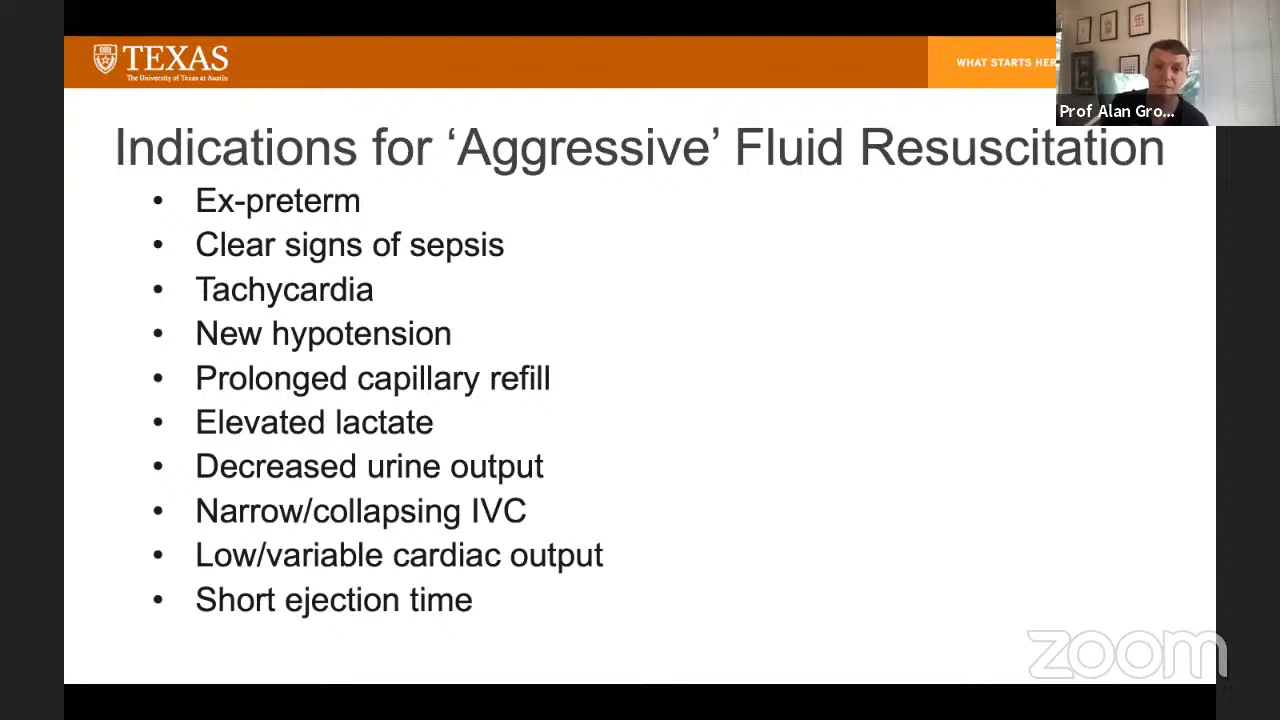 TEXAS
The University of Texas at Austin
WHAT STARTS HER
Prof Alan Gro...
Indications for ‘Aggressive’ Fluid Resuscitation
• Ex-preterm
• Clear signs of sepsis
• Tachycardia
• New hypotension
• Prolonged capillary refill
• Elevated lactate
• Decreased urine output
• Narrow/collapsing IVC
• Low/variable cardiac output
• Short ejection time
zoom